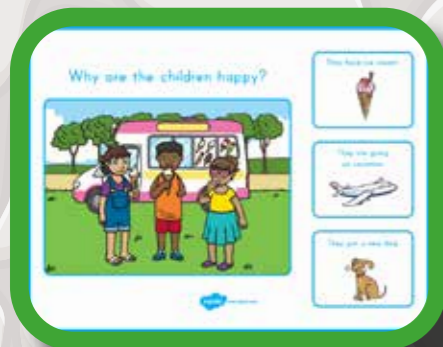 Why are the children happy?
They have ice cream.
They are going
on vacation.
They got a new dog.